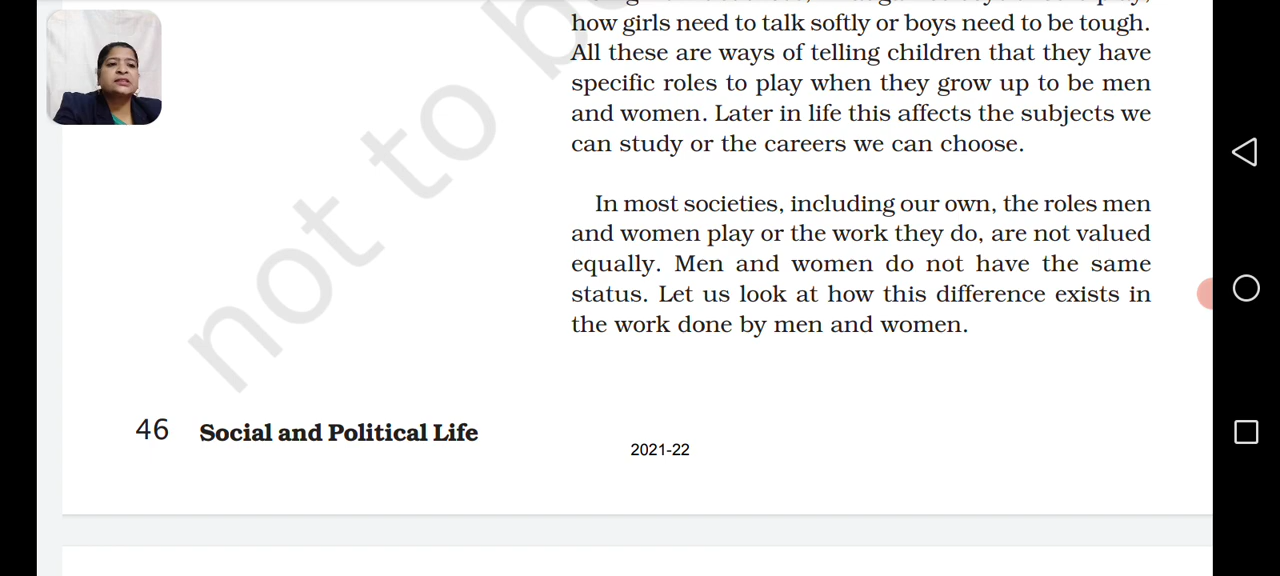 how girls need to talk softly or boys need to be tough.
All these are ways of telling children that they have
specific roles to play when they grow up to be men
and women. Later in life this affects the subjects we
can study or the careers we can choose.
In most societies, including our own, the roles men
and women play or the work they do, are not valued
equally. Men and women do not have the same
status. Let us look at how this difference exists in
the work done by men and women.
not to b
46 Social and Political Life
2021-22